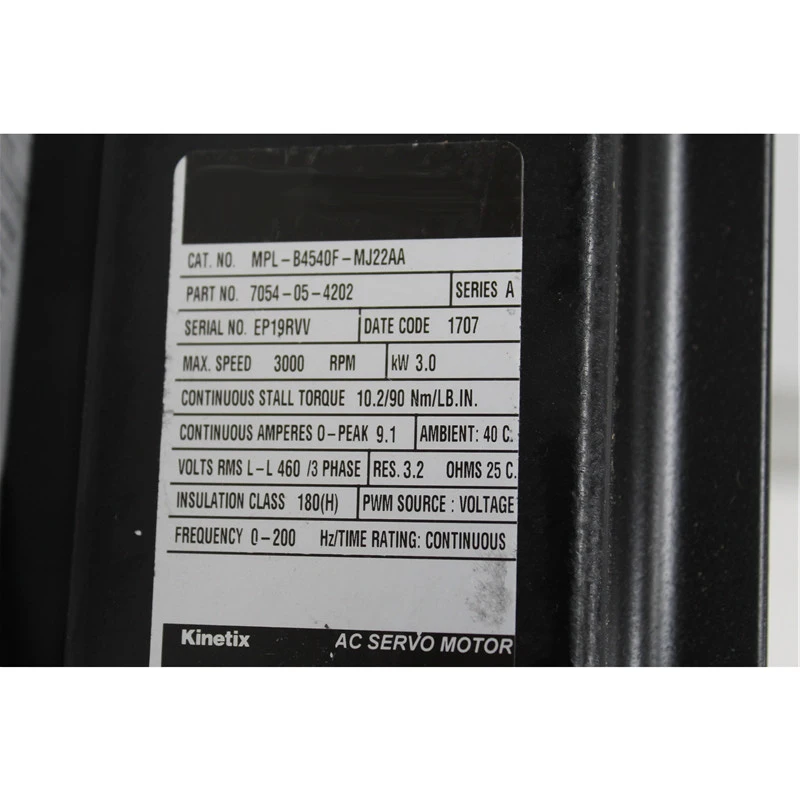 CAT. NO. MPL-B4540F-MJ22AA
PART NO. 7054-05-4202 SERIES A
SERIAL NO. EP19RVV DATE CODE 1707
MAX. SPEED 3000 RPM kW 3.0
CONTINUOUS STALL TORQUE 10.2/90 Nm/LB.IN.
CONTINUOUS AMPERES O-PEAK 9.1 AMBIENT: 40 C.
VOLTS RMS L-L 460 /3 PHASE RES. 3.2 OHMS 25 C.
INSULATION CLASS 180(H) PWM SOURCE : VOLTAGE
FREQUENCY 0-200 Hz/TIME RATING: CONTINUOUS
Kinetix AC SERVO MOTOR